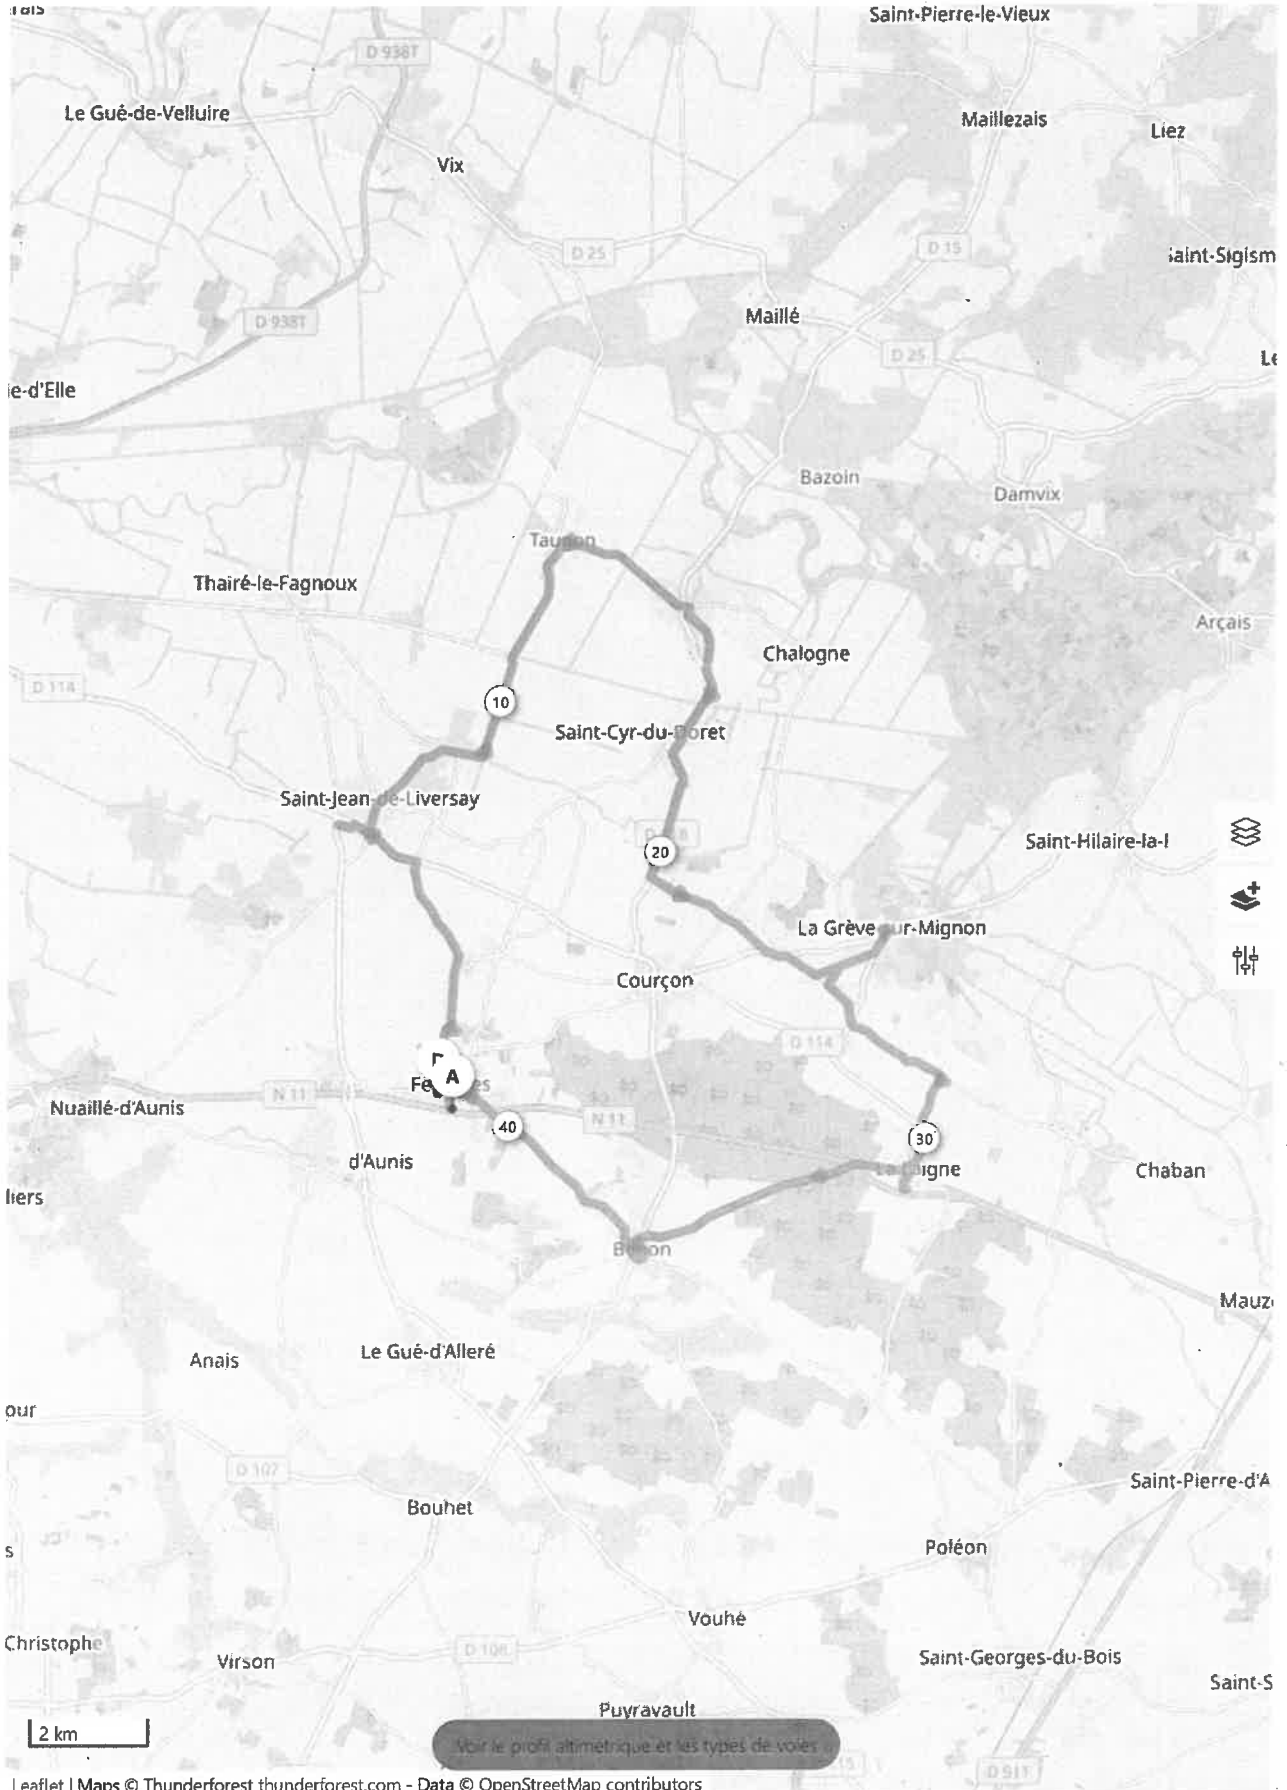 Saint-Pierre-le-Vieux
D 938T
Le Gué-de-Velluire
Maillezais
Liez
Vix
D 25
D 15
saint-Sigism
D 938T
Maillé
D 25
Le
ie-d'Elle
Bazoin
Damvix
Taugon
Thairé-le-Fagnoux
Arçais
Chalogne
D 114
10
Saint-Cyr-du-Doret
Saint-Jean-de-Liversay
20
Saint-Hilaire-la-l
La Grève-sur-Mignon
Courçon
D 114
A
Nuaillé-d'Aunis
N 11
N 11
40
30
d'Aunis
La Laigne
Chaban
liers
Benon
Mauz
Anais
Le Gué-d'Alleré
our
D 107
Saint-Pierre-d'A
Bouhet
Poléon
s
Vouhé
Christophe
Virson
D 108
Saint-Georges-du-Bois
Saint-S
Puyravault
2 km
Voir le profil altimétrique et les types de voies
D 911
Leaflet | Maps © Thunderforest thunderforest.com - Data © OpenStreetMap contributors